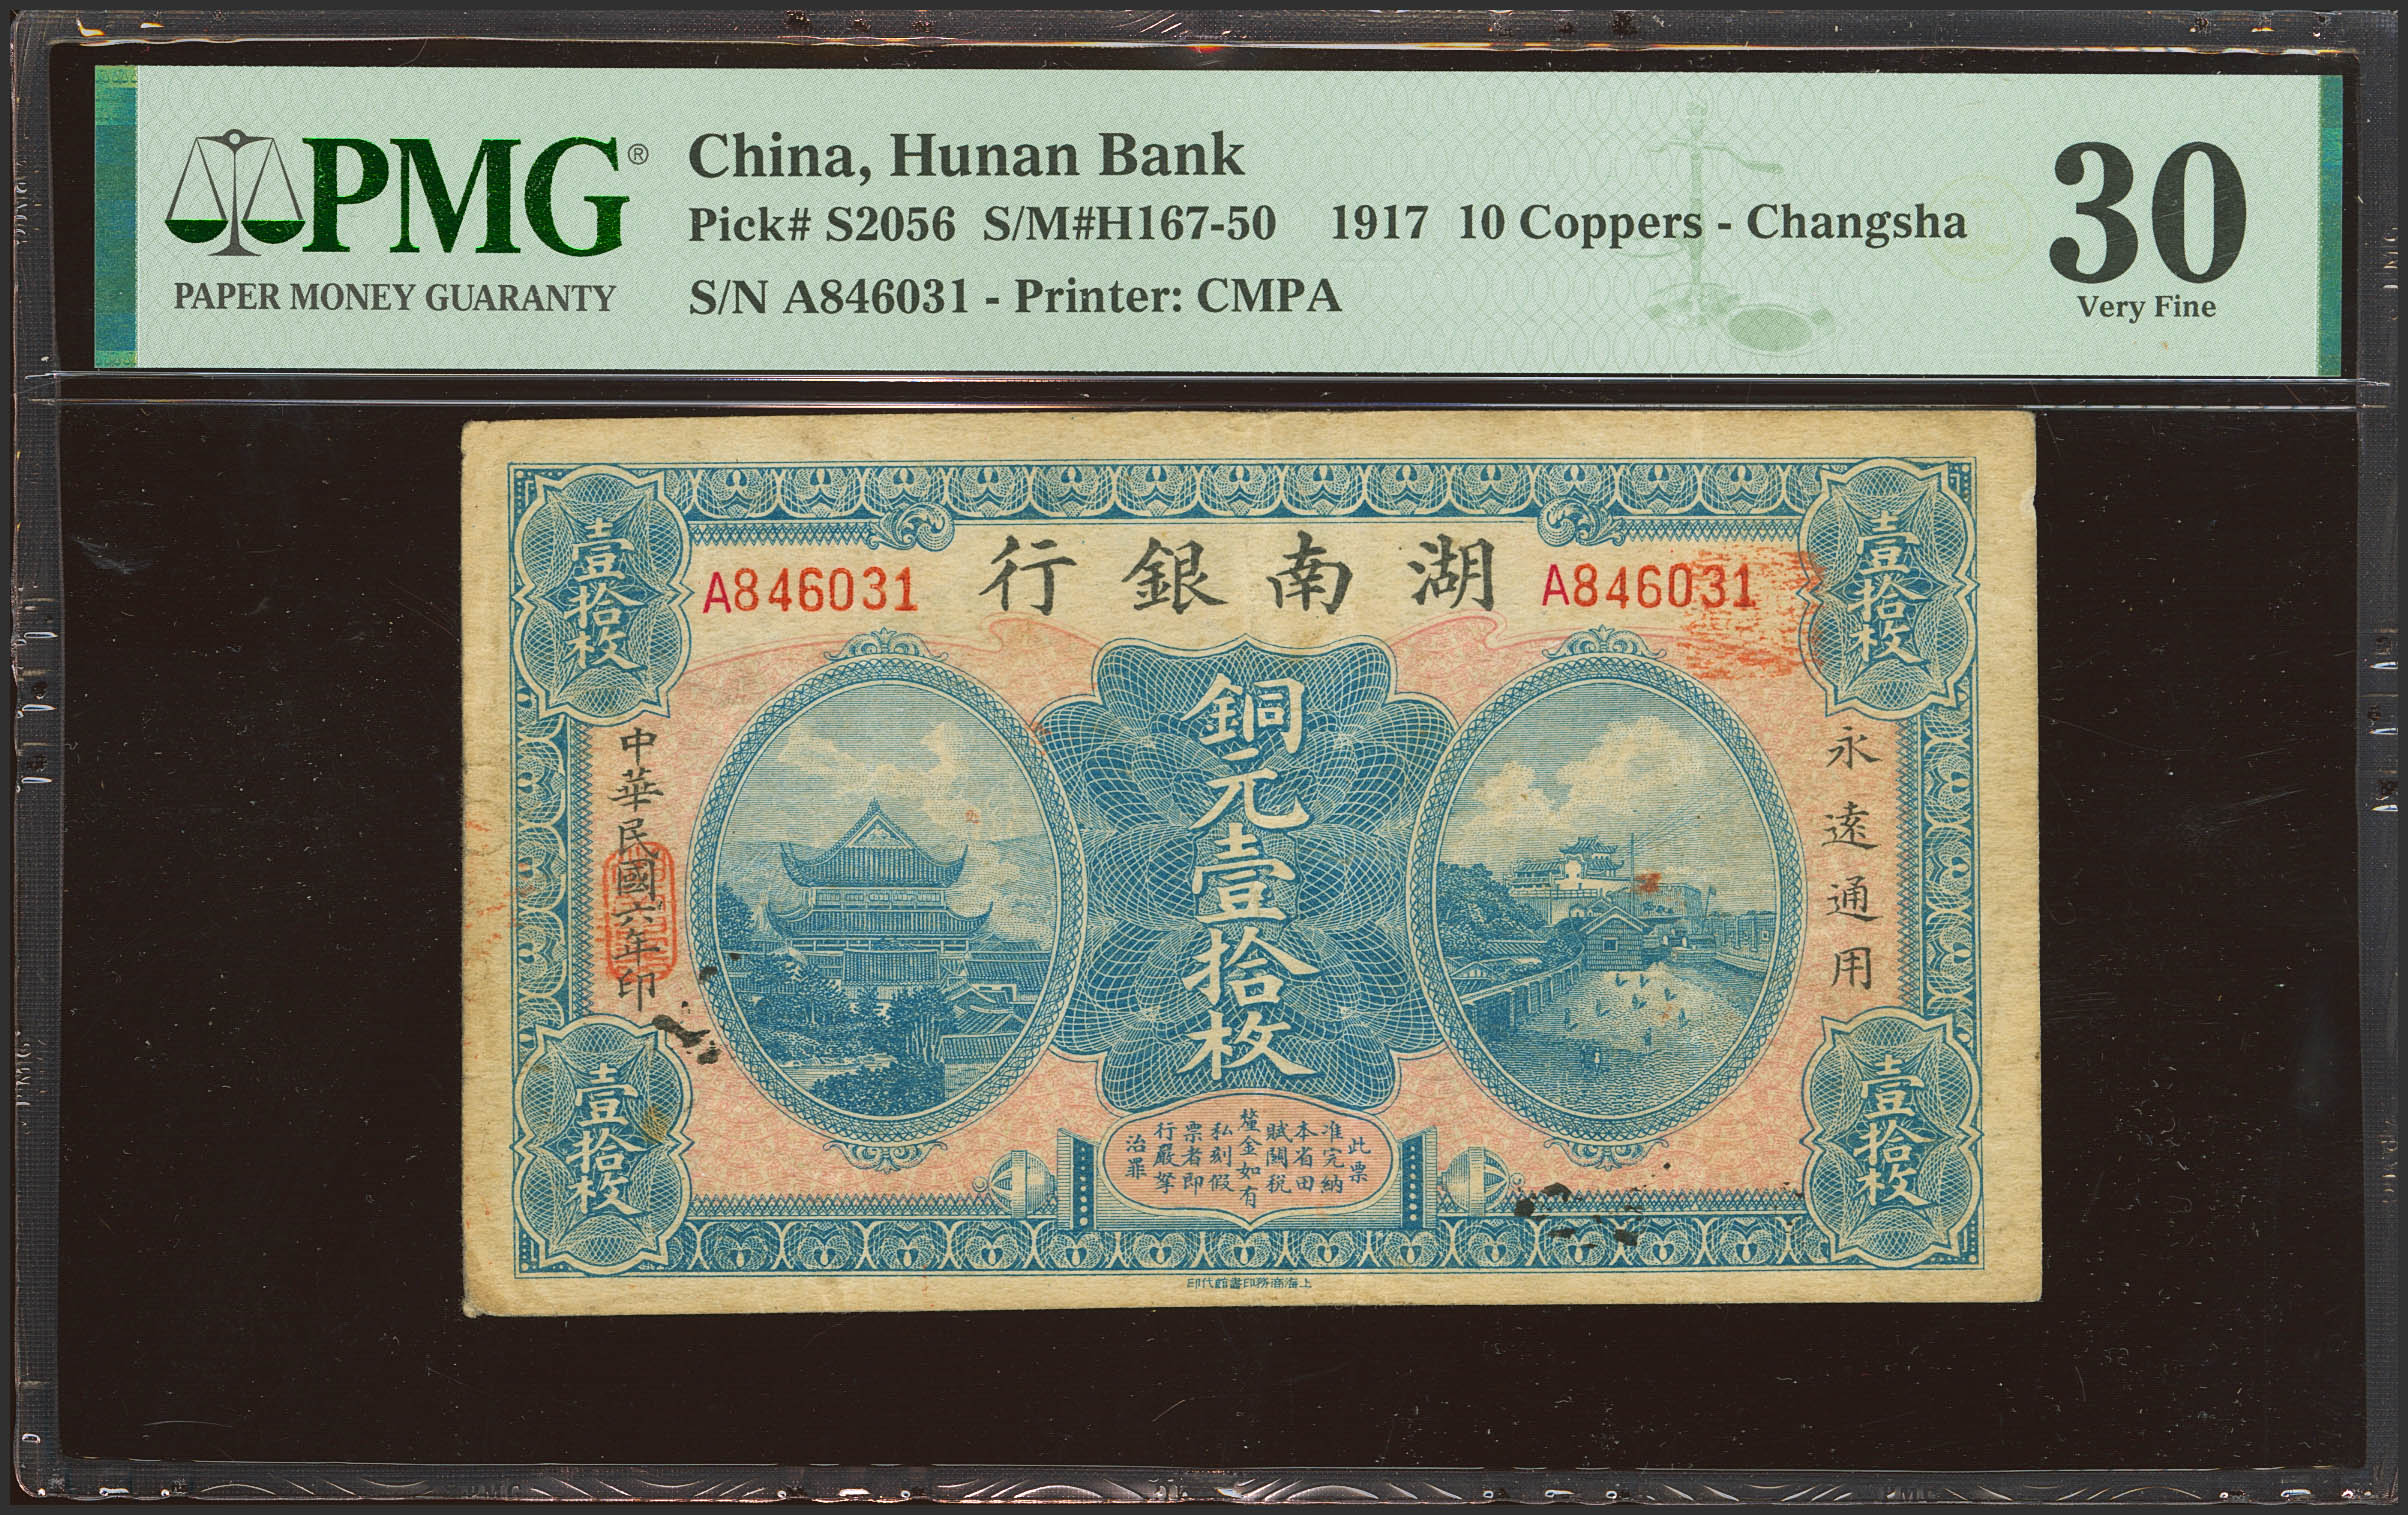 PMG®
PAPER MONEY GUARANTY
China, Hunan Bank
Pick# S2056 S/M#H167-50 1917 10 Coppers - Changsha
S/N A846031 - Printer: CMPA
30
Very Fine
湖南銀行
A846031
A846031
壹拾枚
壹拾枚
銅元壹拾枚
永遠通用
中華民國六年印
壹拾枚
壹拾枚
此票
准完納
本省田
賦關稅
釐金如有
私刻假
票者即
行嚴拏
治罪
上海商務印書館代印